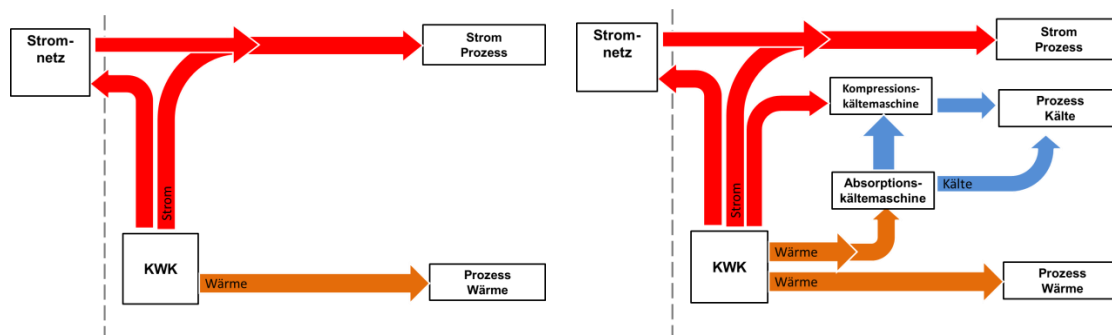 Strom-
netz
Strom
Prozess
Strom
KWK
Wärme
Prozess
Wärme
Strom-
netz
Strom
Prozess
Kompressions-
kältemaschine
Prozess
Kälte
Absorptions-
kältemaschine
Kälte
Strom
KWK
Wärme
Wärme
Prozess
Wärme